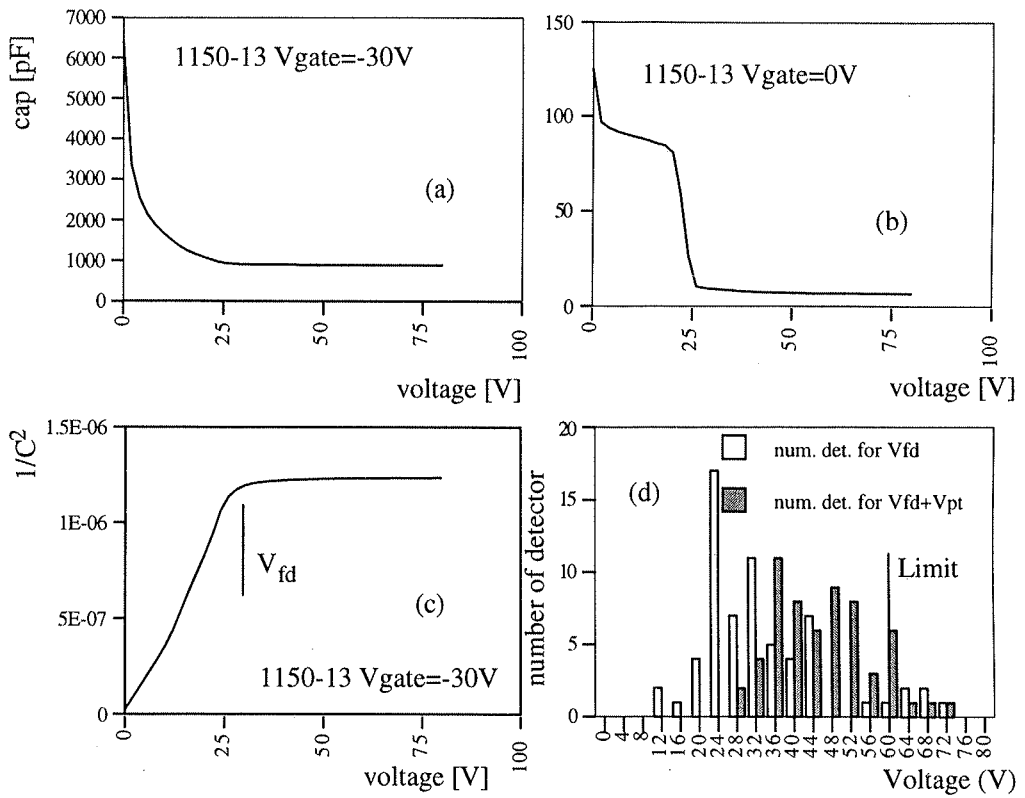 7000
6000
5000
4000
3000
2000
1000
0
cap [pF]
1150-13 Vgate=-30V
(a)
0
25
50
75
100
voltage [V]
150
100
50
0
1150-13 Vgate=0V
(b)
0
25
50
75
100
voltage [V]
1.5E-06
1E-06
5E-07
0
1/C²
V fd
(c)
1150-13 Vgate=-30V
0
25
50
75
100
voltage [V]
20
15
10
5
0
number of detector
(d)
num. det. for Vfd
num. det. for Vfd+Vpt
Limit
0
4
8
12
16
20
24
28
32
36
40
44
48
52
56
60
64
68
72
76
80
Voltage (V)